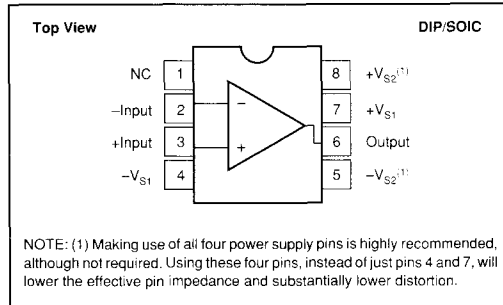 Top View DIP/SOIC
NC 1 8 +VS2(1)
–Input 2 – 7 +VS1
+Input 3 + 6 Output
–VS1 4 5 –VS2(1)
NOTE: (1) Making use of all four power supply pins is highly recommended,
although not required. Using these four pins, instead of just pins 4 and 7, will
lower the effective pin impedance and substantially lower distortion.